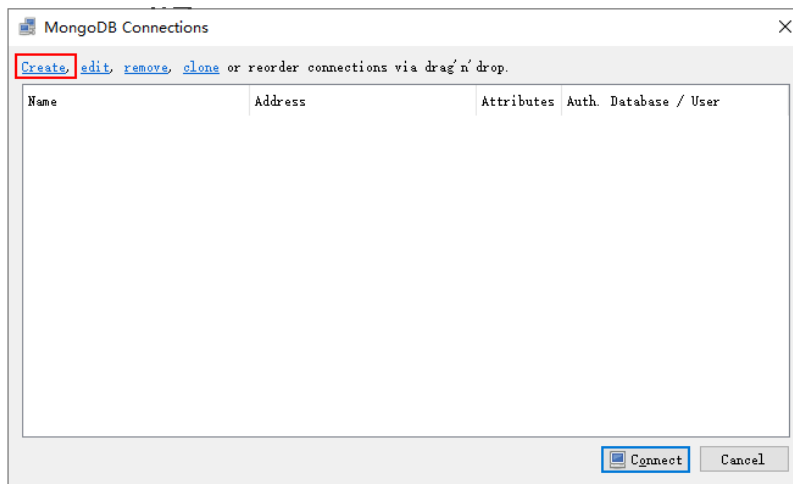 MongoDB Connections
Create, edit, remove, clone or reorder connections via drag'n'drop.
Name Address Attributes Auth. Database / User
Connect Cancel